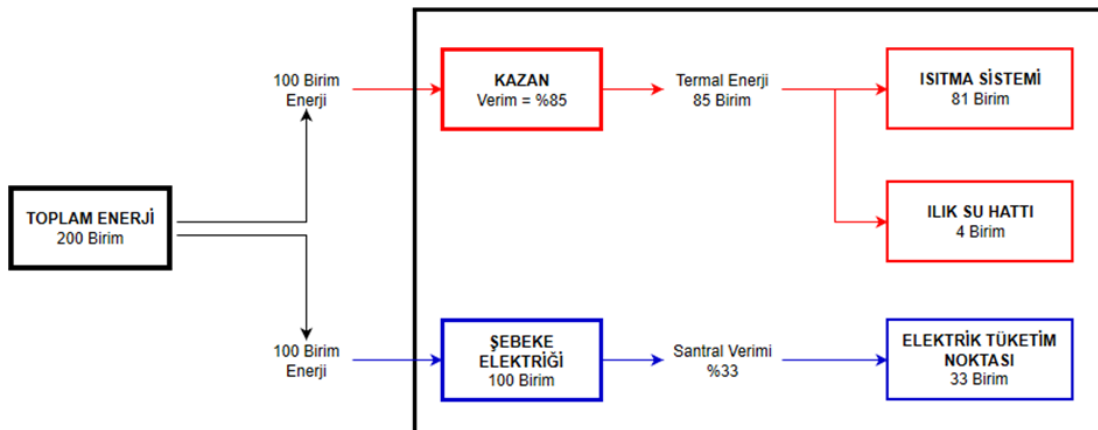 100 Birim
Enerji
KAZAN
Verim = %85
Termal Enerji
85 Birim
ISITMA SİSTEMİ
81 Birim
TOPLAM ENERJİ
200 Birim
ILIK SU HATTI
4 Birim
100 Birim
Enerji
ŞEBEKE
ELEKTRİĞİ
100 Birim
Santral Verimi
%33
ELEKTRİK TÜKETİM
NOKTASI
33 Birim